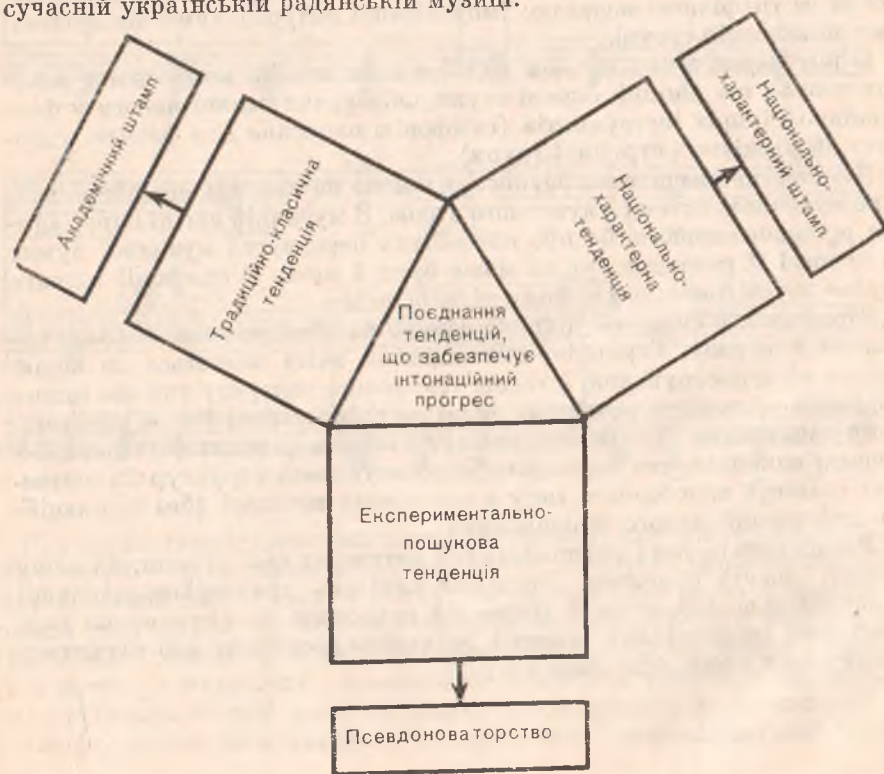 сучасній українській радянській музиці.
Академічний штамп
Традиційно-класична
тенденція
Національно-
характерна
тенденція
Національно-
характерний штамп
Поєднання
тенденцій,
що забезпечує
інтонаційний
прогрес
Експериментально-
пошукова
тенденція
Псевдоноваторство